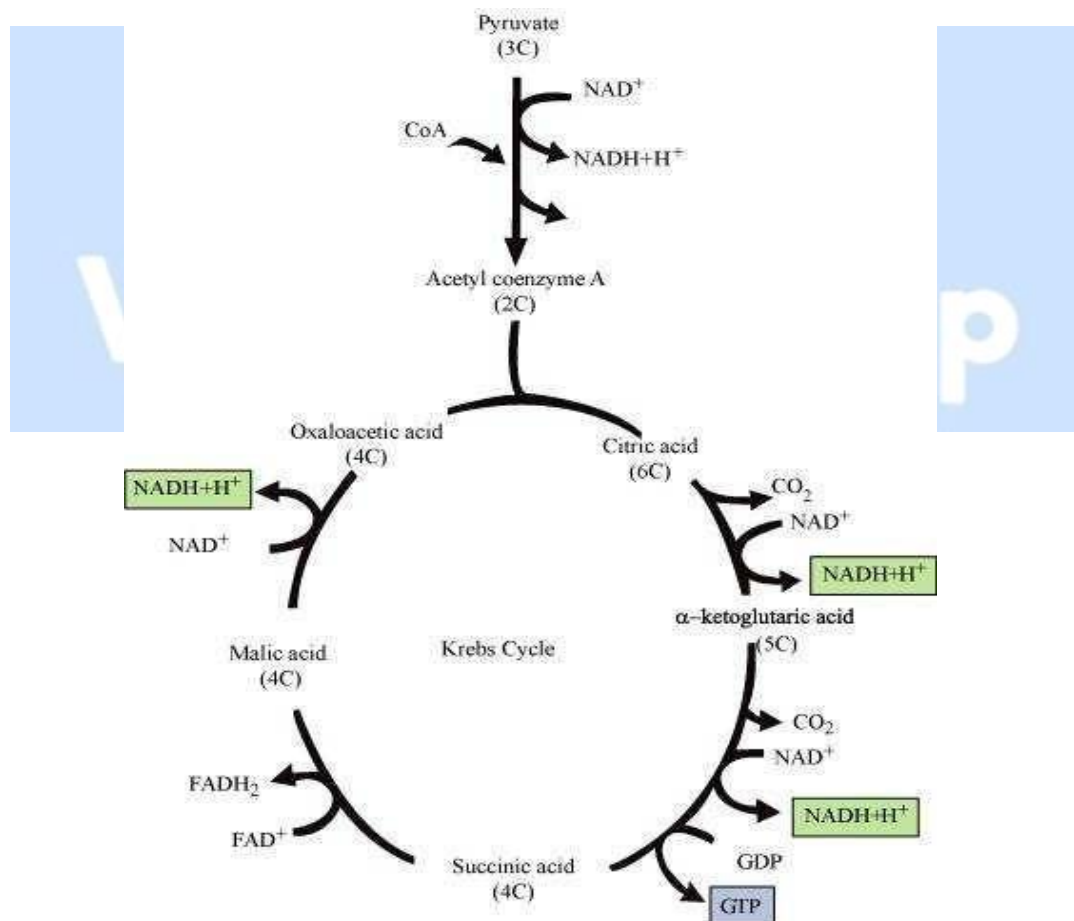 Pyruvate
(3C)
NAD⁺
CoA
NADH+H⁺
Acetyl coenzyme A
(2C)
Oxaloacetic acid
(4C)
Citric acid
(6C)
NADH+H⁺
CO₂
NAD⁺
NAD⁺
NADH+H⁺
α–ketoglutaric acid
(5C)
Malic acid
(4C)
Krebs Cycle
CO₂
NAD⁺
FADH₂
NADH+H⁺
FAD⁺
GDP
Succinic acid
(4C)
GTP